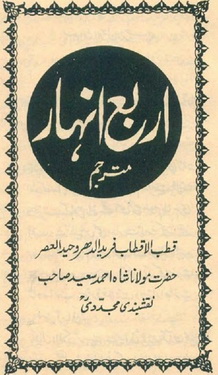 اربع انہار
مترجم
قطب الاقطاب فرید الدھر وحید العصر
حضرت مولانا شاہ احمد سعید صاحب
نقشبندی مجددیؒ